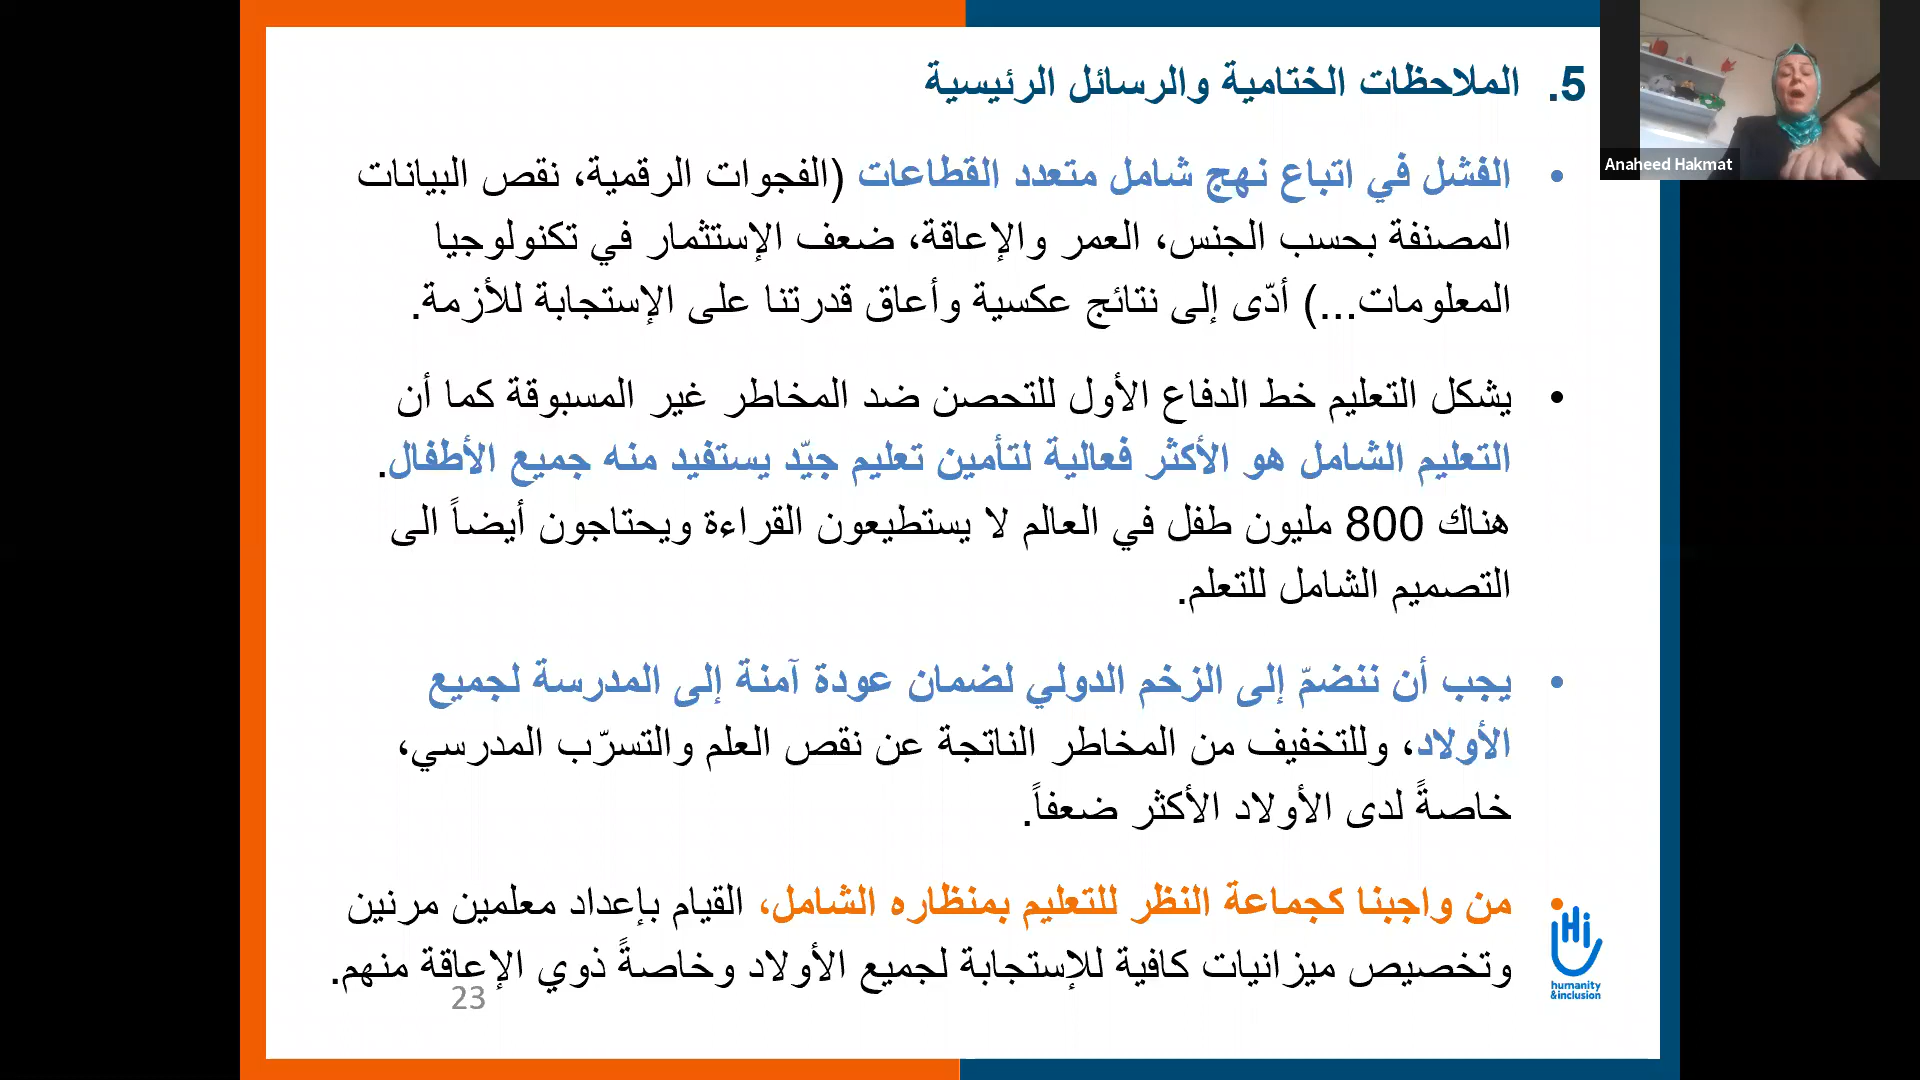 5. الملاحظات الختامية والرسائل الرئيسية
Anaheed Hakmat
• الفشل في اتباع نهج شامل متعدد القطاعات (الفجوات الرقمية، نقص البيانات
المصنفة بحسب الجنس، العمر والإعاقة، ضعف الإستثمار في تكنولوجيا
المعلومات...) أدّى إلى نتائج عكسية وأعاق قدرتنا على الإستجابة للأزمة.
• يشكل التعليم خط الدفاع الأول للتحصن ضد المخاطر غير المسبوقة كما أن
التعليم الشامل هو الأكثر فعالية لتأمين تعليم جيّد يستفيد منه جميع الأطفال.
هناك 800 مليون طفل في العالم لا يستطيعون القراءة ويحتاجون أيضاً الى
التصميم الشامل للتعلم.
• يجب أن ننضمّ إلى الزخم الدولي لضمان عودة آمنة إلى المدرسة لجميع
الأولاد، وللتخفيف من المخاطر الناتجة عن نقص العلم والتسرّب المدرسي،
خاصةً لدى الأولاد الأكثر ضعفاً.
• من واجبنا كجماعة النظر للتعليم بمنظاره الشامل، القيام بإعداد معلمين مرنين
وتخصيص ميزانيات كافية للإستجابة لجميع الأولاد وخاصةً ذوي الإعاقة منهم.
Hi
humanity
&inclusion
23